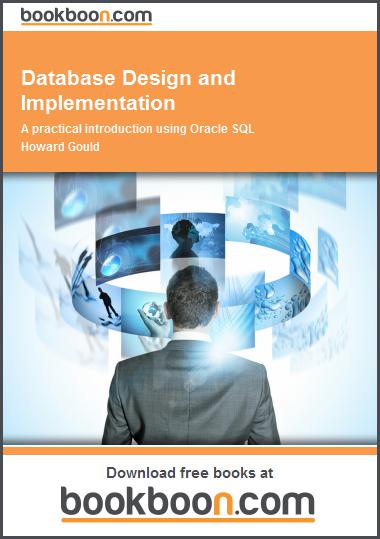 bookboon.com
Database Design and
Implementation
A practical introduction using Oracle SQL
Howard Gould
Download free books at
bookboon.com